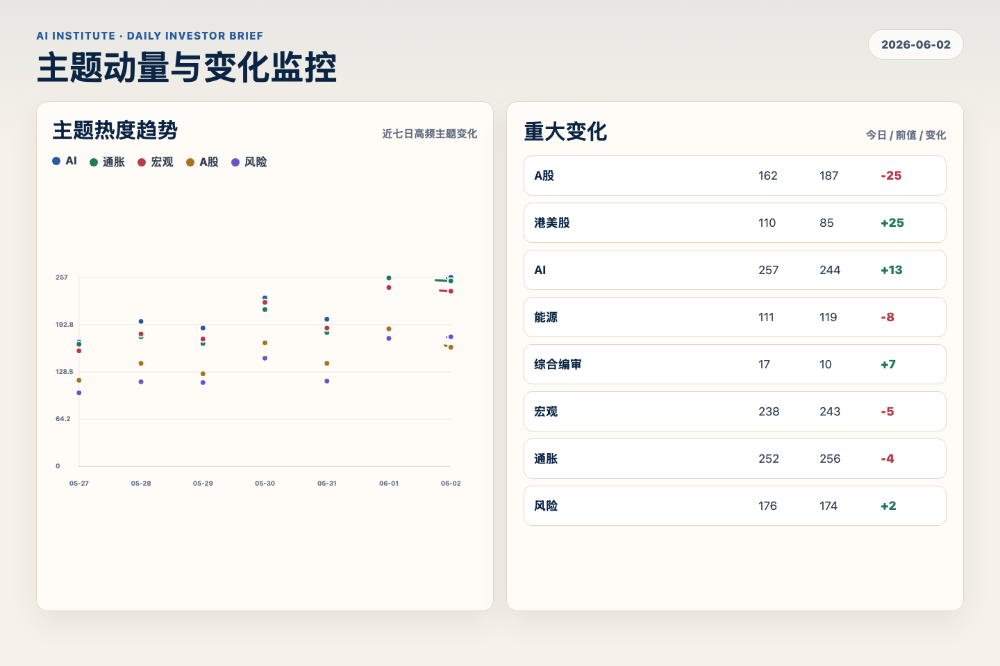 AI INSTITUTE · DAILY INVESTOR BRIEF
主题动量与变化监控
2026-06-02
主题热度趋势
近七日高频主题变化
AI 通胀 宏观 A股 风险
257
192.8
128.5
64.2
0
05-27 05-28 05-29 05-30 05-31 06-01 06-02
重大变化
今日 / 前值 / 变化
A股 162 187 -25
港美股 110 85 +25
AI 257 244 +13
能源 111 119 -8
综合编审 17 10 +7
宏观 238 243 -5
通胀 252 256 -4
风险 176 174 +2